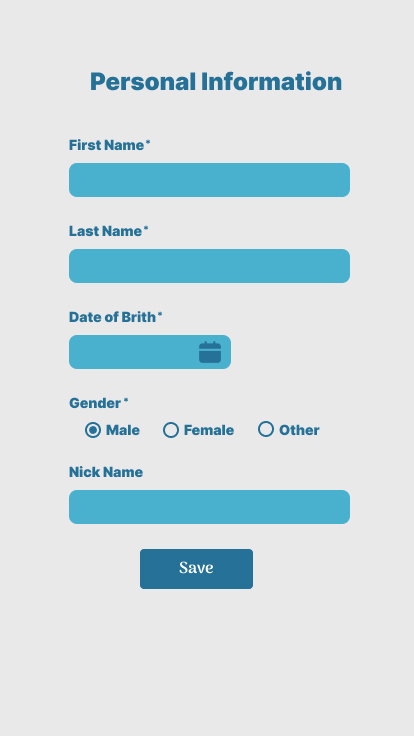 Personal Information
First Name*
Last Name*
Date of Brith*
Gender *
Male Female Other
Nick Name
Save